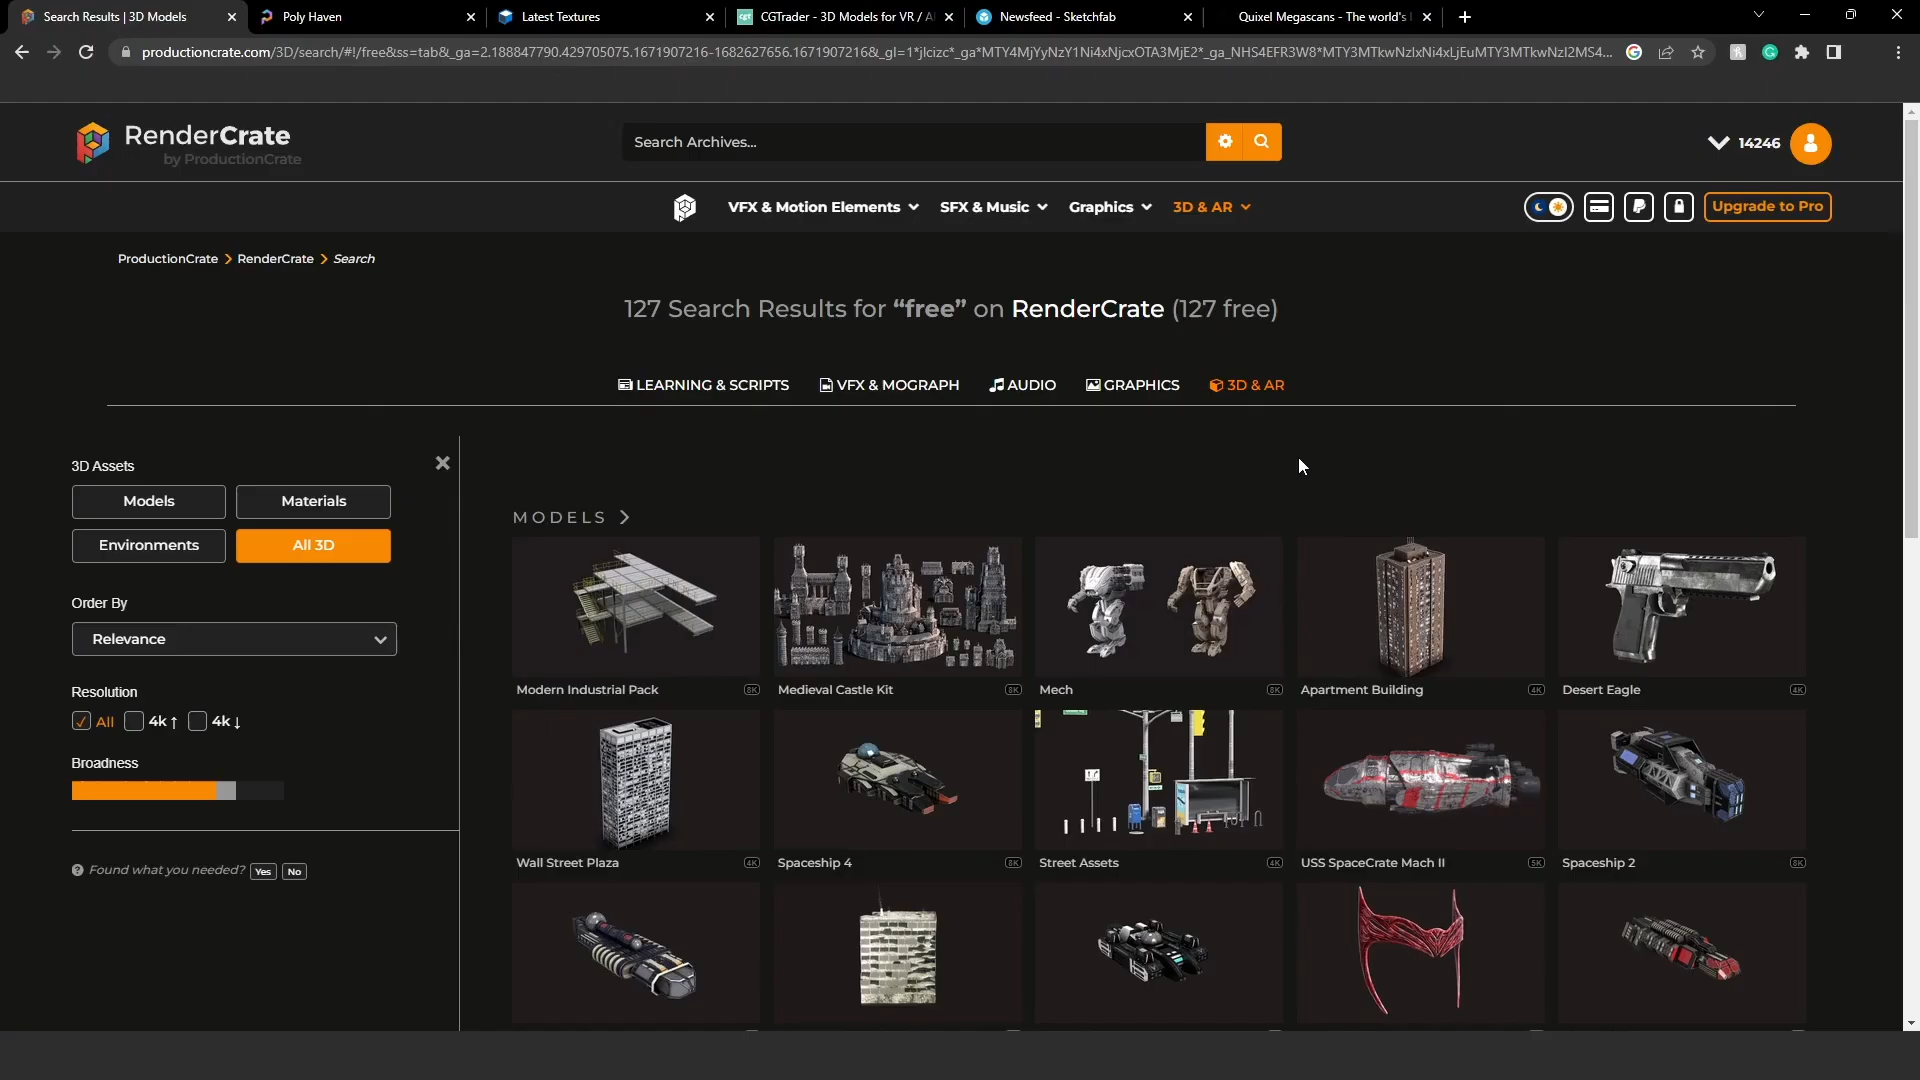 Search Results | 3D Models
Poly Haven
Latest Textures
CGTrader - 3D Models for VR / A
Newsfeed - Sketchfab
Quixel Megascans - The world's
productioncrate.com/3D/search/#!/free&ss=tab&_ga=2.188847790.429705075.1671907216-1682627656.1671907216&_gl=1*jlcizc*_ga*MTY4MjYyNzY1Ni4xNjcxOTA3MjE2*_ga_NHS4EFR3W8*MTY3MTkwNzIxNi4xLjEuMTY3MTkwNzI2MS4...
RenderCrate
by ProductionCrate
Search Archives...
14246
VFX & Motion Elements
SFX & Music
Graphics
3D & AR
Upgrade to Pro
ProductionCrate > RenderCrate > Search
127 Search Results for “free” on RenderCrate (127 free)
LEARNING & SCRIPTS
VFX & MOGRAPH
AUDIO
GRAPHICS
3D & AR
3D Assets
Models
Materials
Environments
All 3D
Order By
Relevance
Resolution
All
4k↑
4k↓
Broadness
Found what you needed?
Yes
No
MODELS >
Modern Industrial Pack 8K
Medieval Castle Kit 8K
Mech 8K
Apartment Building 4K
Desert Eagle 4K
Wall Street Plaza 4K
Spaceship 4 8K
Street Assets 4K
USS SpaceCrate Mach II 5K
Spaceship 2 8K